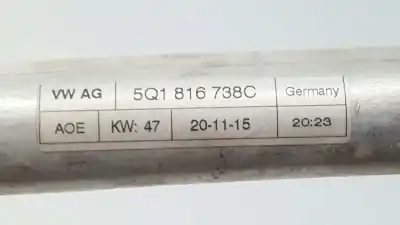 VW AG 5Q1 816 738C Germany
AOE KW: 47 20-11-15 20:23